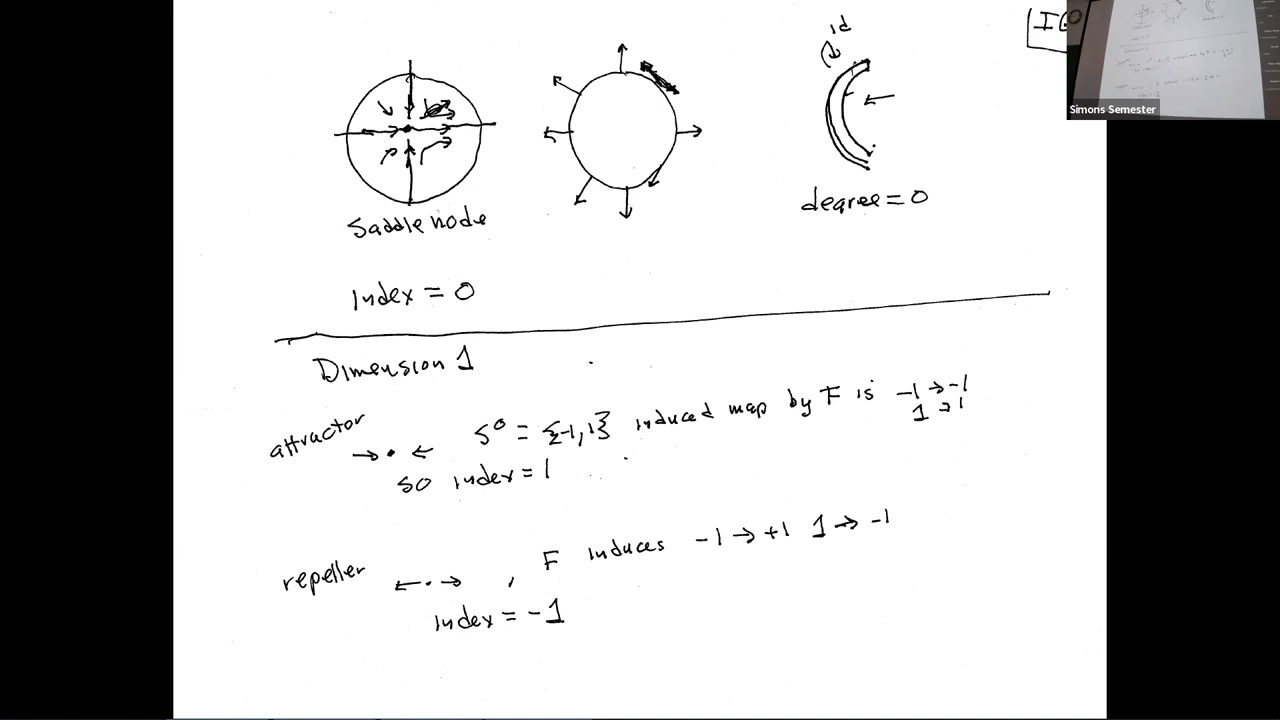 id
Saddle node
degree = 0
Index = 0
Dimension 1
attractor → · ← S⁰ = {-1, 1} induced map by F is -1 → -1
1 → 1
so index = 1
repeller ← · → , F induces -1 → +1 1 → -1
index = -1
Simons Semester